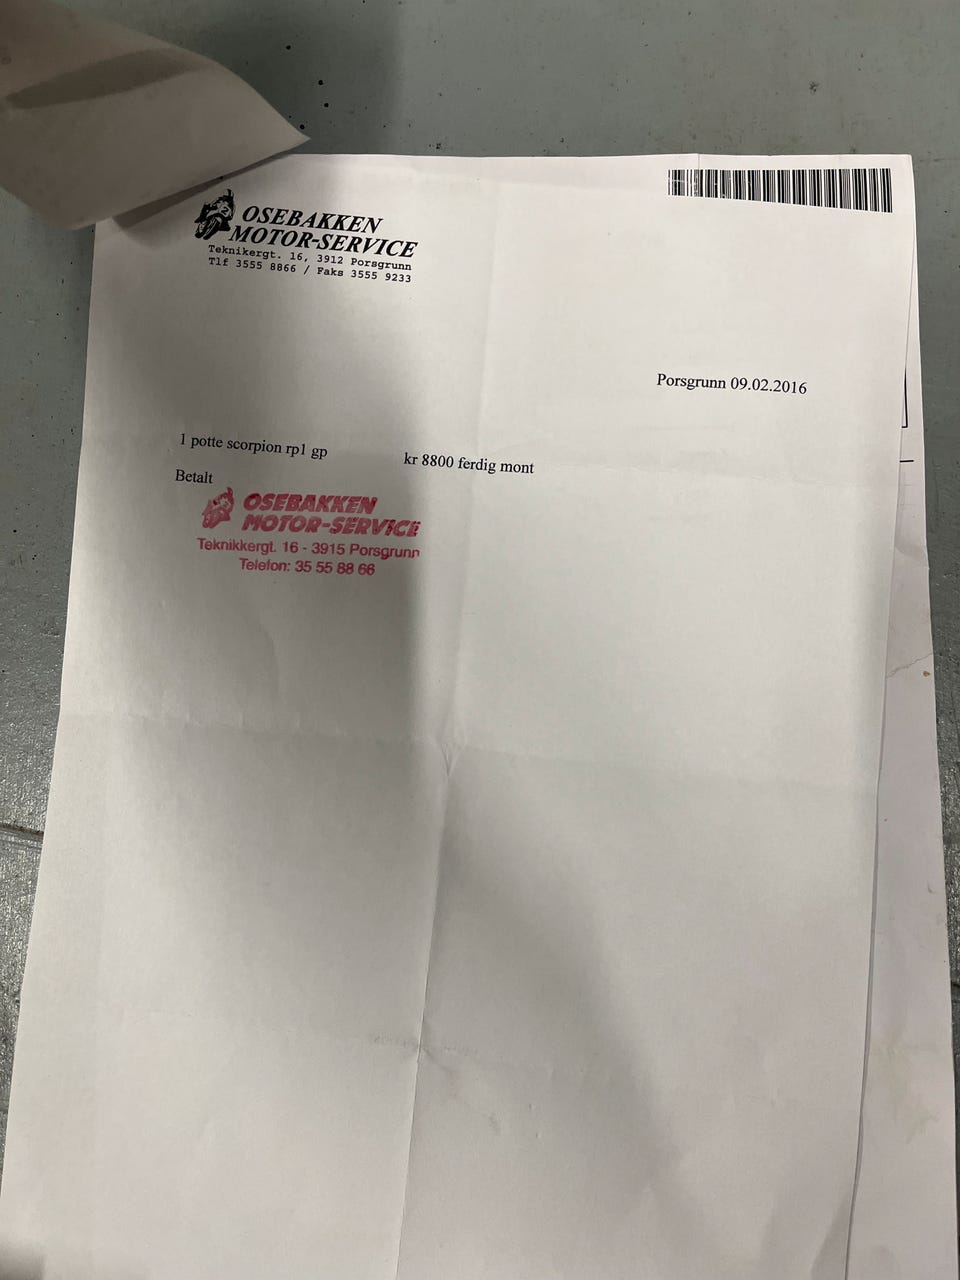 OSEBAKKEN
MOTOR-SERVICE
Teknikergt. 16, 3912 Porsgrunn
Tlf 3555 8866 / Faks 3555 9233
Porsgrunn 09.02.2016
1 potte scorpion rp1 gp kr 8800 ferdig mont
Betalt
OSEBAKKEN
MOTOR-SERVICE
Teknikkergt. 16 - 3915 Porsgrunn
Telefon: 35 55 88 66